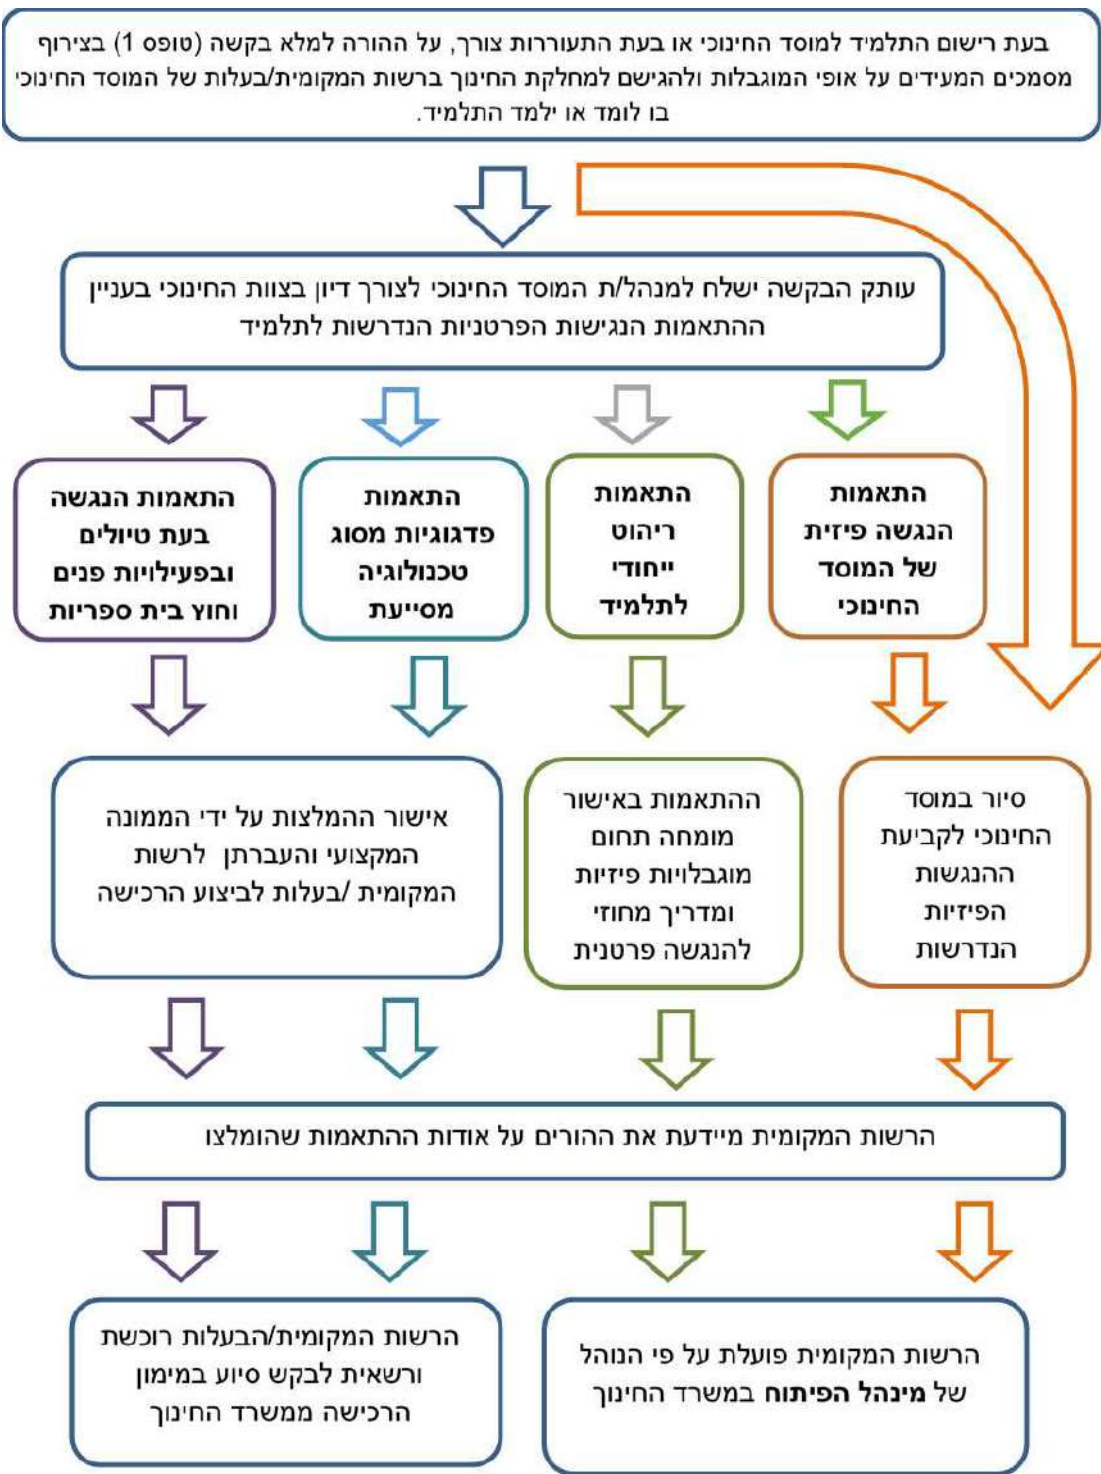 בעת רישום התלמיד למוסד החינוכי או בעת התעוררות צורך, על ההורה למלא בקשה (טופס 1) בצירוף
מסמכים המעידים על אופי המוגבלות ולהגישם למחלקת החינוך ברשות המקומית/בעלות של המוסד החינוכי
בו לומד או ילמד התלמיד.
עותק הבקשה ישלח למנהל/ת המוסד החינוכי לצורך דיון בצוות החינוכי בעניין
ההתאמות הנגישות הפרטניות הנדרשות לתלמיד
התאמות
הנגשה פיזית
של המוסד
החינוכי
התאמות
ריהוט
ייחודי
לתלמיד
התאמות
פדגוגיות מסוג
טכנולוגיה
מסייעת
התאמות הנגשה
בעת טיולים
ובפעילויות פנים
וחוץ בית ספריות
סיור במוסד
החינוכי לקביעת
ההנגשות
הפיזיות
הנדרשות
ההתאמות באישור
מומחה תחום
מוגבלויות פיזיות
ומדריך מחוזי
להנגשה פרטנית
אישור ההמלצות על ידי הממונה
המקצועי והעברתן לרשות
המקומית /בעלות לביצוע הרכישה
הרשות המקומית מיידעת את ההורים על אודות ההתאמות שהומלצו
הרשות המקומית פועלת על פי הנוהל
של מינהל הפיתוח במשרד החינוך
הרשות המקומית/הבעלות רוכשת
ורשאית לבקש סיוע במימון
הרכישה ממשרד החינוך